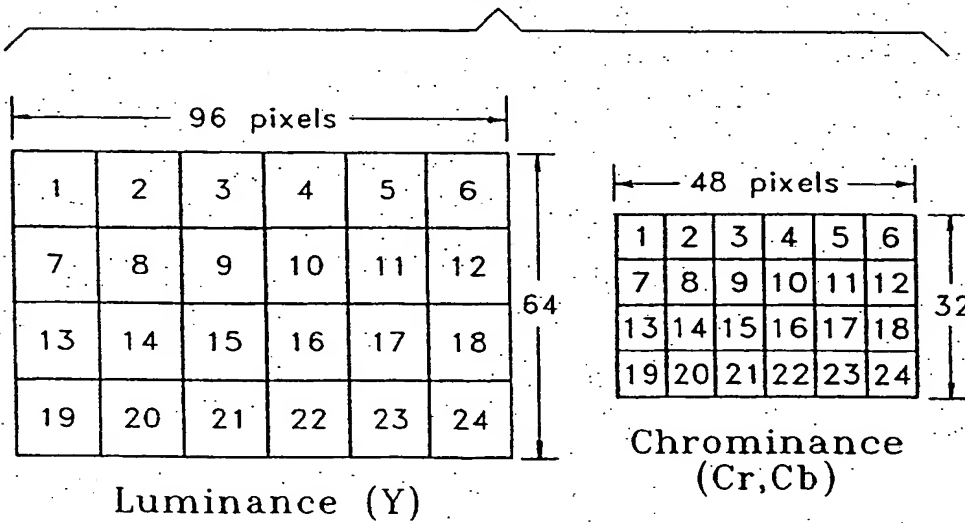 96 pixels
1 2 3 4 5 6
7 8 9 10 11 12
13 14 15 16 17 18
19 20 21 22 23 24
64
Luminance (Y)
48 pixels
1 2 3 4 5 6
7 8 9 10 11 12
13 14 15 16 17 18
19 20 21 22 23 24
32
Chrominance
(Cr,Cb)